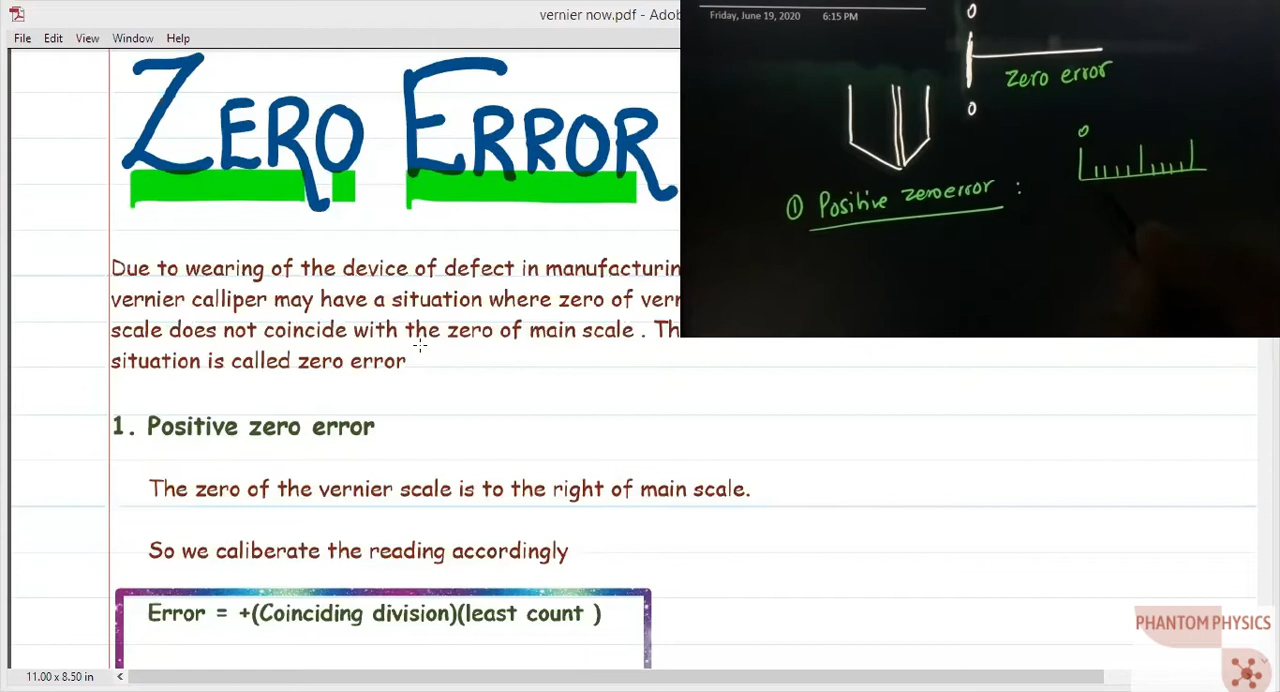 vernier now.pdf - Adob
File Edit View Window Help
ZERO ERROR
Due to wearing of the device of defect in manufacturin
vernier calliper may have a situation where zero of vern
scale does not coincide with the zero of main scale . Th
situation is called zero error
1. Positive zero error
The zero of the vernier scale is to the right of main scale.
So we caliberate the reading accordingly
Error = +(Coinciding division)(least count )
11.00 x 8.50 in
Friday, June 19, 2020 6:15 PM
0
zero error
0
0
① Positive zero error :
PHANTOM PHYSICS